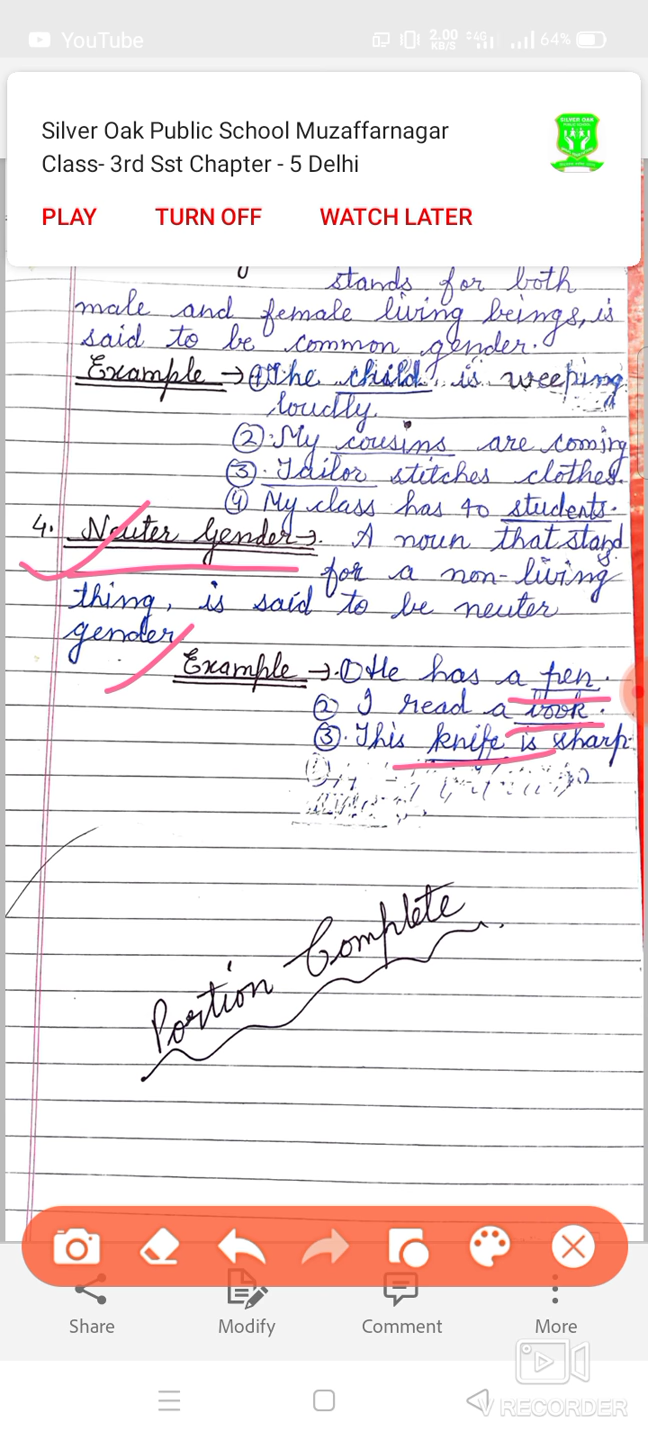 YouTube
2.00 KB/S 4G 64%
Silver Oak Public School Muzaffarnagar
Class- 3rd Sst Chapter - 5 Delhi
SILVER OAK
PLAY TURN OFF WATCH LATER
stands for both
male and female living beings, is
said to be common gender.
Example → ① The child is weeping
loudly.
② My cousins are coming
③ Tailor stitches clothes.
④ My class has 40 students.
4. Neuter Gender →. A noun that stand
for a non-living
thing, is said to be neuter
gender
Example →. ① He has a pen.
② I read a book.
③ This knife is sharp.
Portion Complete
Share Modify Comment More
V RECORDER